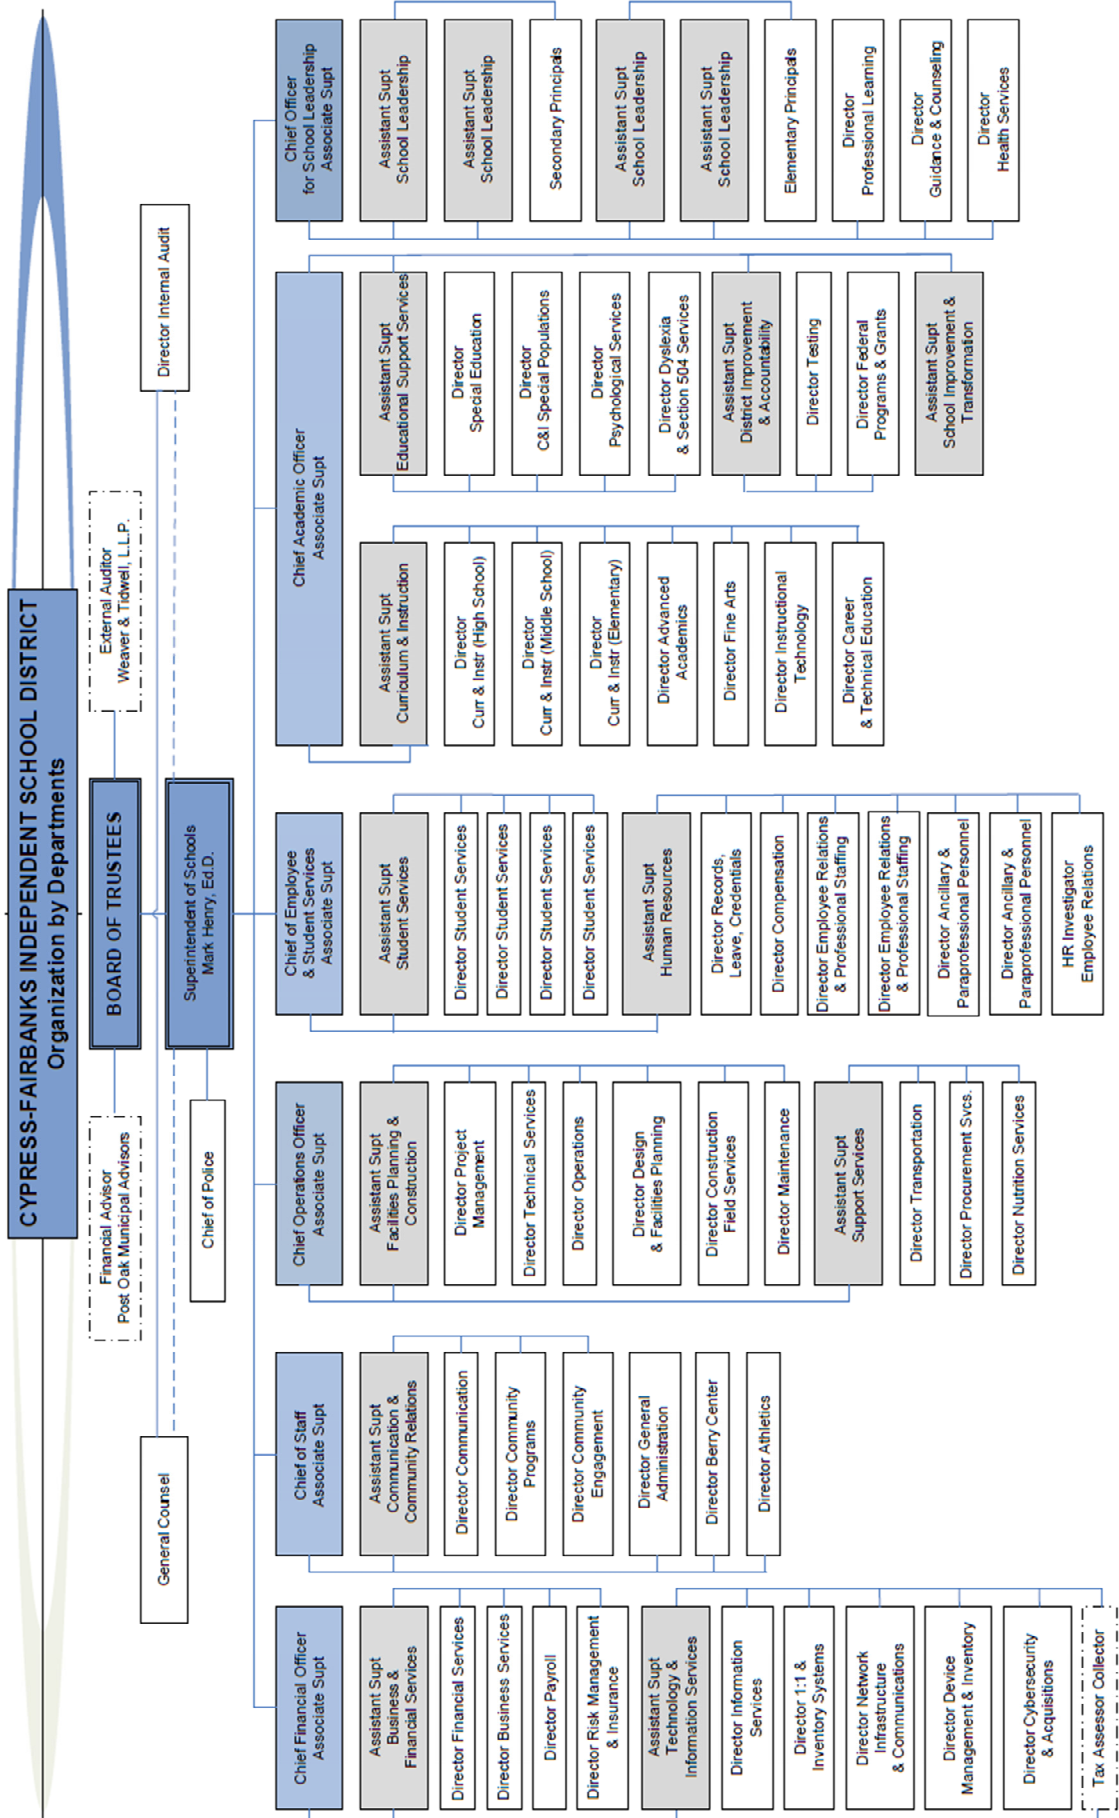 CYPRESS-FAIRBANKS INDEPENDENT SCHOOL DISTRICT
Organization by Departments
Financial Advisor
Post Oak Municipal Advisors
BOARD OF TRUSTEES
External Auditor
Weaver & Tidwell, L.L.P.
General Counsel
Director Internal Audit
Superintendent of Schools
Mark Henry, Ed.D.
Chief of Police
Chief Financial Officer
Associate Supt
Assistant Supt
Business &
Financial Services
Director Financial Services
Director Business Services
Director Payroll
Director Risk Management
& Insurance
Assistant Supt
Technology &
Information Services
Director Information
Services
Director 1:1 &
Inventory Systems
Director Network
Infrastructure
& Communications
Director Device
Management & Inventory
Director Cybersecurity
& Acquisitions
Tax Assessor Collector
Chief of Staff
Associate Supt
Assistant Supt
Communication &
Community Relations
Director Communication
Director Community
Programs
Director Community
Engagement
Director General
Administration
Director Berry Center
Director Athletics
Chief Operations Officer
Associate Supt
Assistant Supt
Facilities Planning &
Construction
Director Project
Management
Director Technical Services
Director Operations
Director Design
& Facilities Planning
Director Construction
Field Services
Director Maintenance
Assistant Supt
Support Services
Director Transportation
Director Procurement Svcs.
Director Nutrition Services
Chief of Employee
& Student Services
Associate Supt
Assistant Supt
Student Services
Director Student Services
Director Student Services
Director Student Services
Director Student Services
Assistant Supt
Human Resources
Director Records,
Leave, Credentials
Director Compensation
Director Employee Relations
& Professional Staffing
Director Employee Relations
& Professional Staffing
Director Ancillary &
Paraprofessional Personnel
Director Ancillary &
Paraprofessional Personnel
HR Investigator
Employee Relations
Chief Academic Officer
Associate Supt
Assistant Supt
Curriculum & Instruction
Director
Curr & Instr (High School)
Director
Curr & Instr (Middle School)
Director
Curr & Instr (Elementary)
Director Advanced
Academics
Director Fine Arts
Director Instructional
Technology
Director Career
& Technical Education
Assistant Supt
Educational Support Services
Director
Special Education
Director
C&I Special Populations
Director
Psychological Services
Director Dyslexia
& Section 504 Services
Assistant Supt
District Improvement
& Accountability
Director Testing
Director Federal
Programs & Grants
Assistant Supt
School Improvement &
Transformation
Chief Officer
for School Leadership
Associate Supt
Assistant Supt
School Leadership
Assistant Supt
School Leadership
Secondary Principals
Assistant Supt
School Leadership
Assistant Supt
School Leadership
Elementary Principals
Director
Professional Learning
Director
Guidance & Counseling
Director
Health Services